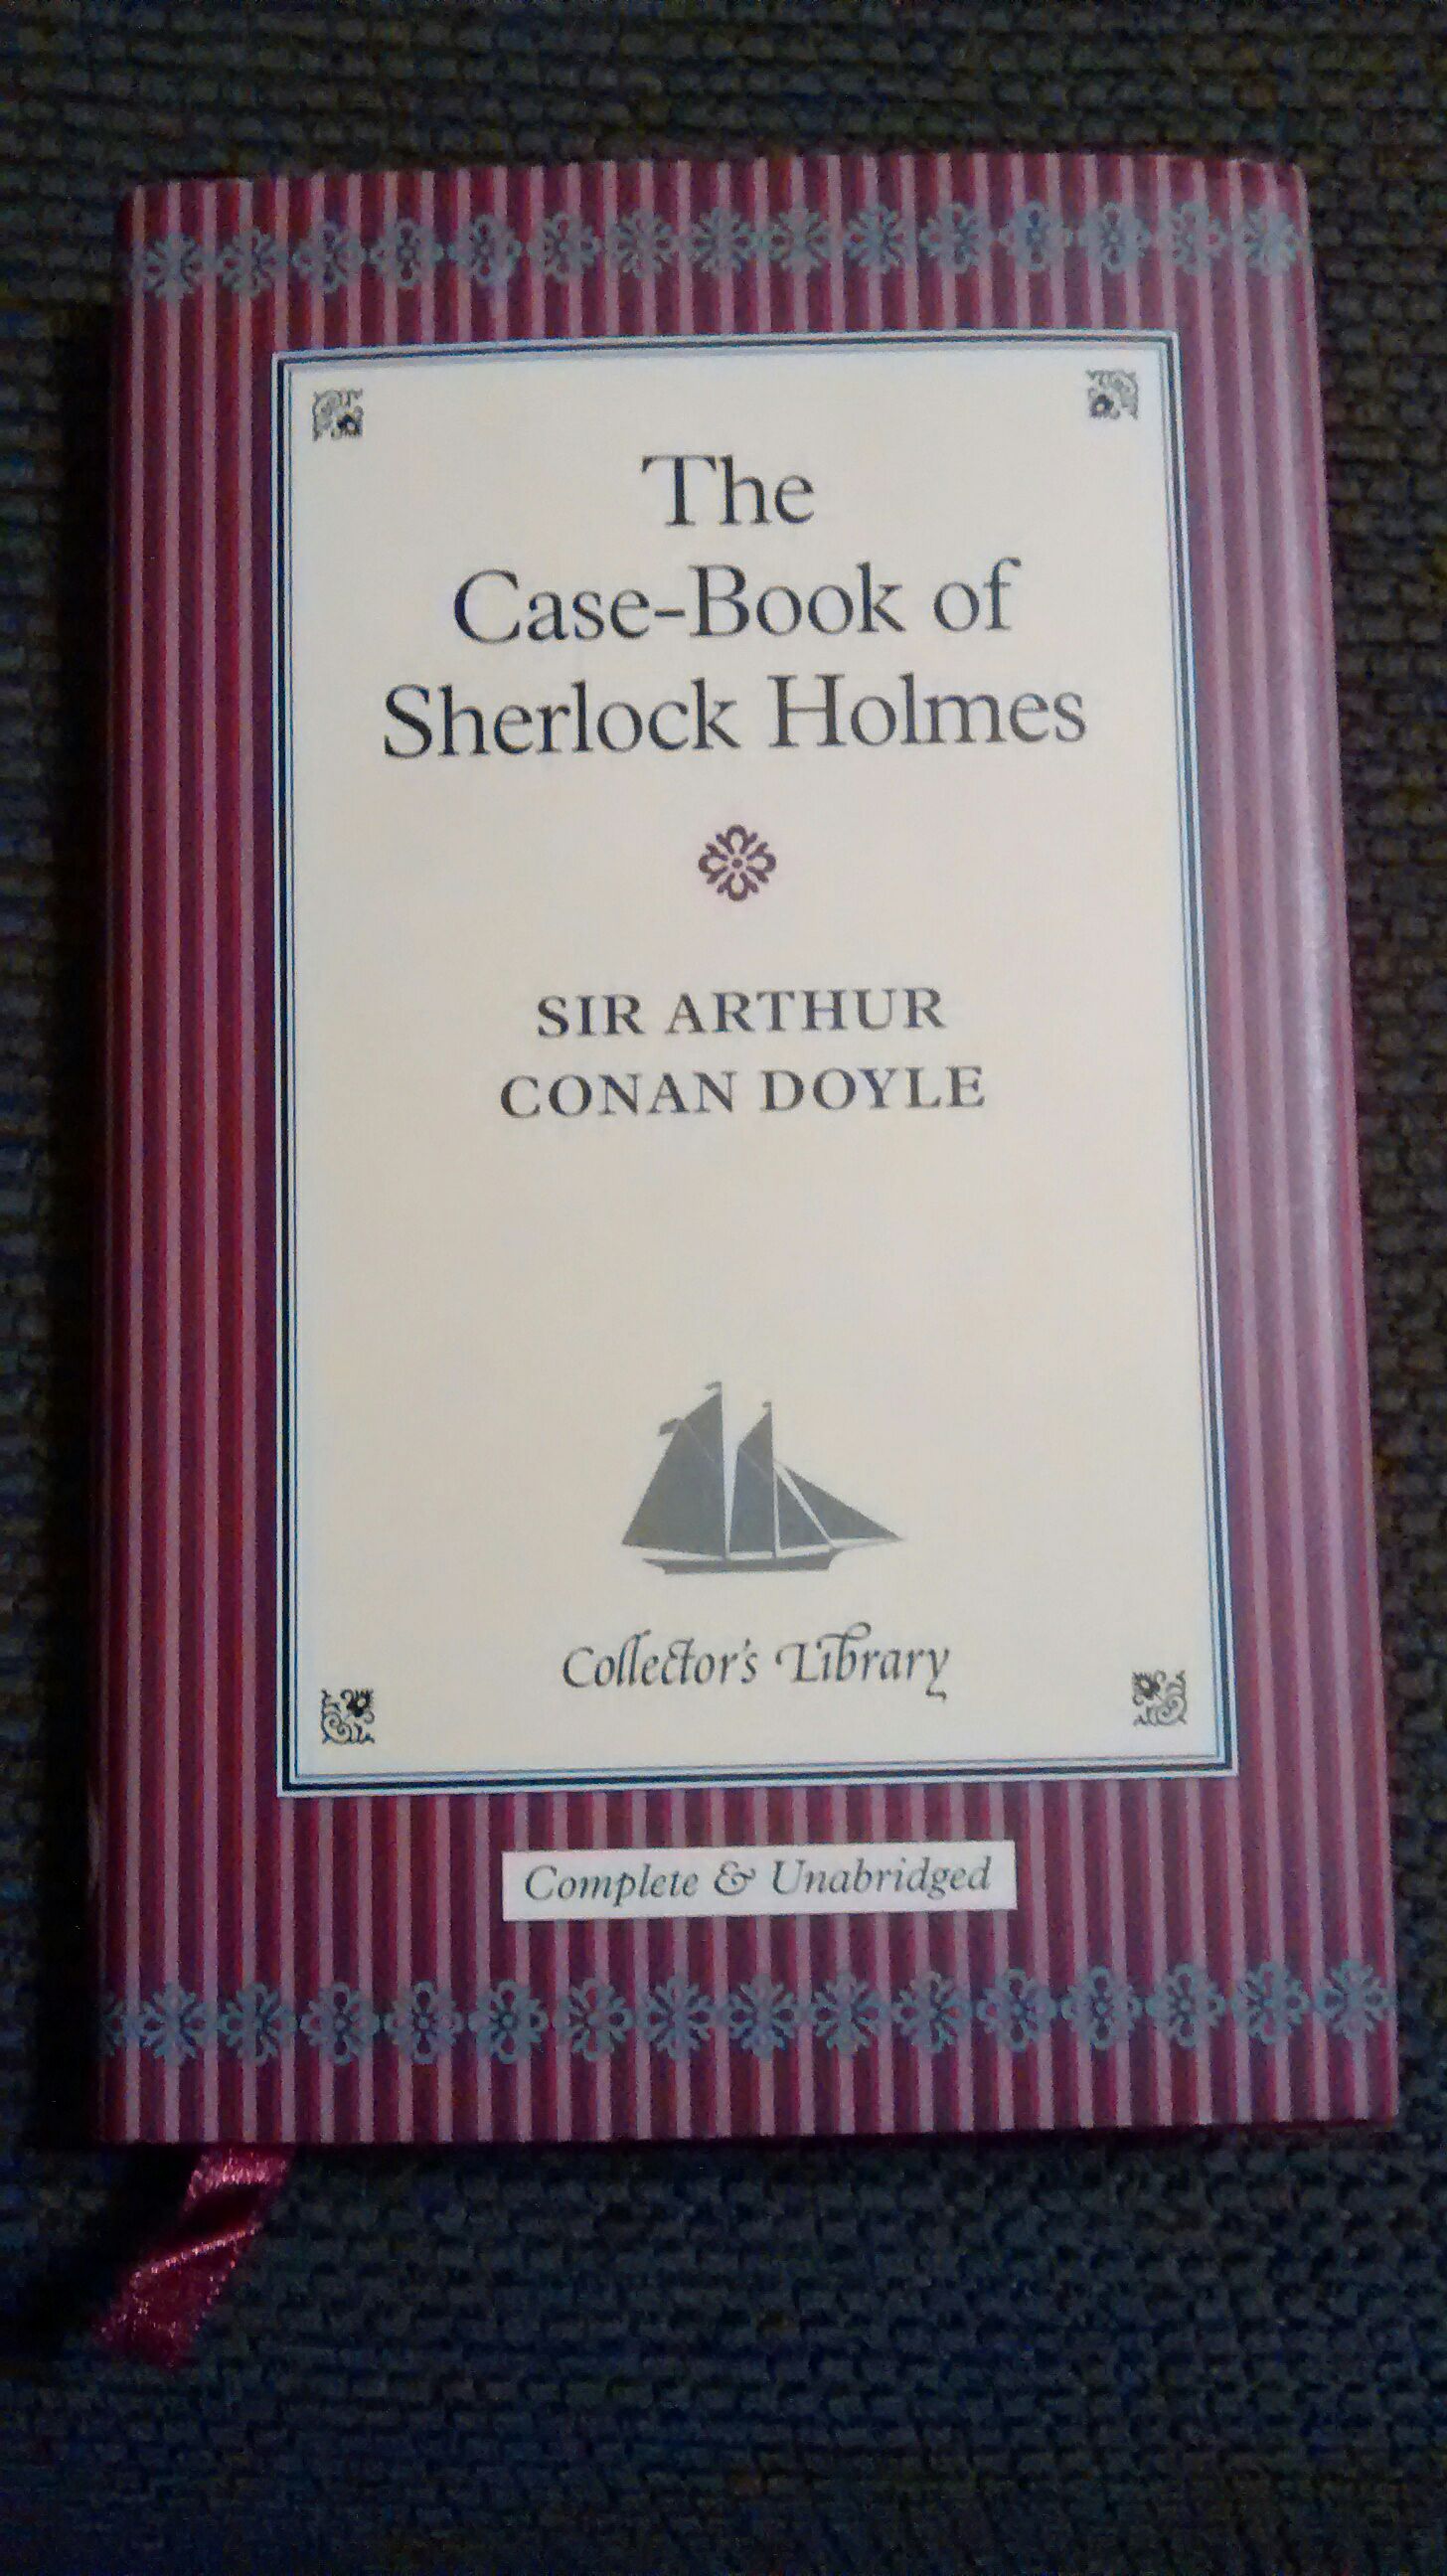 The
Case-Book of
Sherlock Holmes
SIR ARTHUR
CONAN DOYLE
Collector's Library
Complete & Unabridged